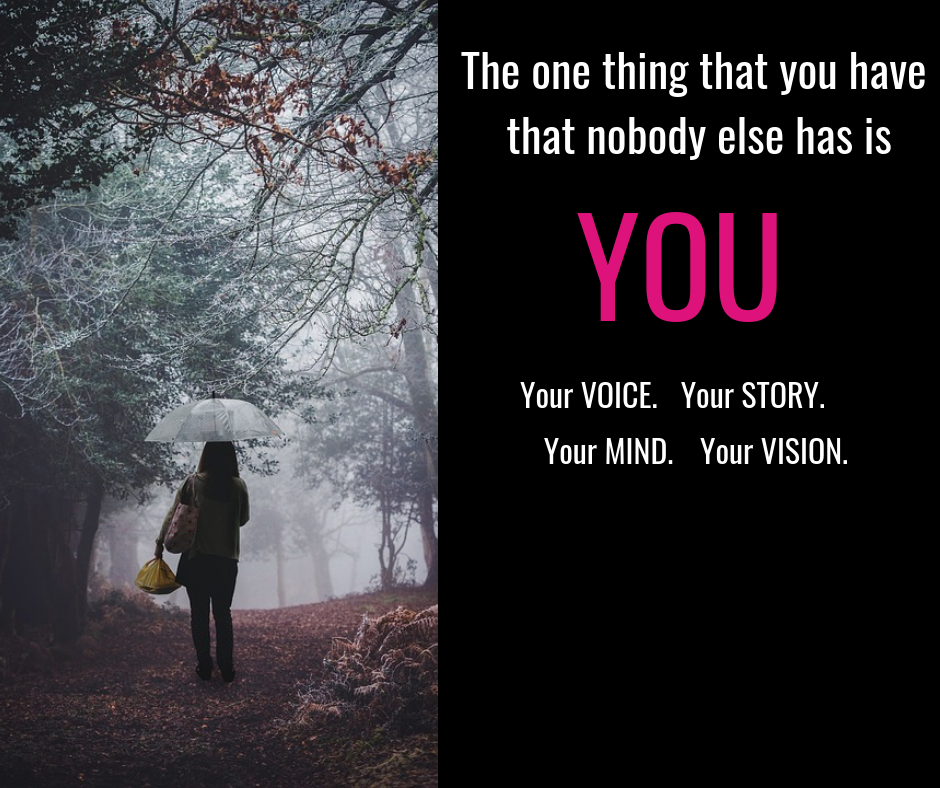 The one thing that you have
that nobody else has is
YOU
Your VOICE. Your STORY.
Your MIND. Your VISION.